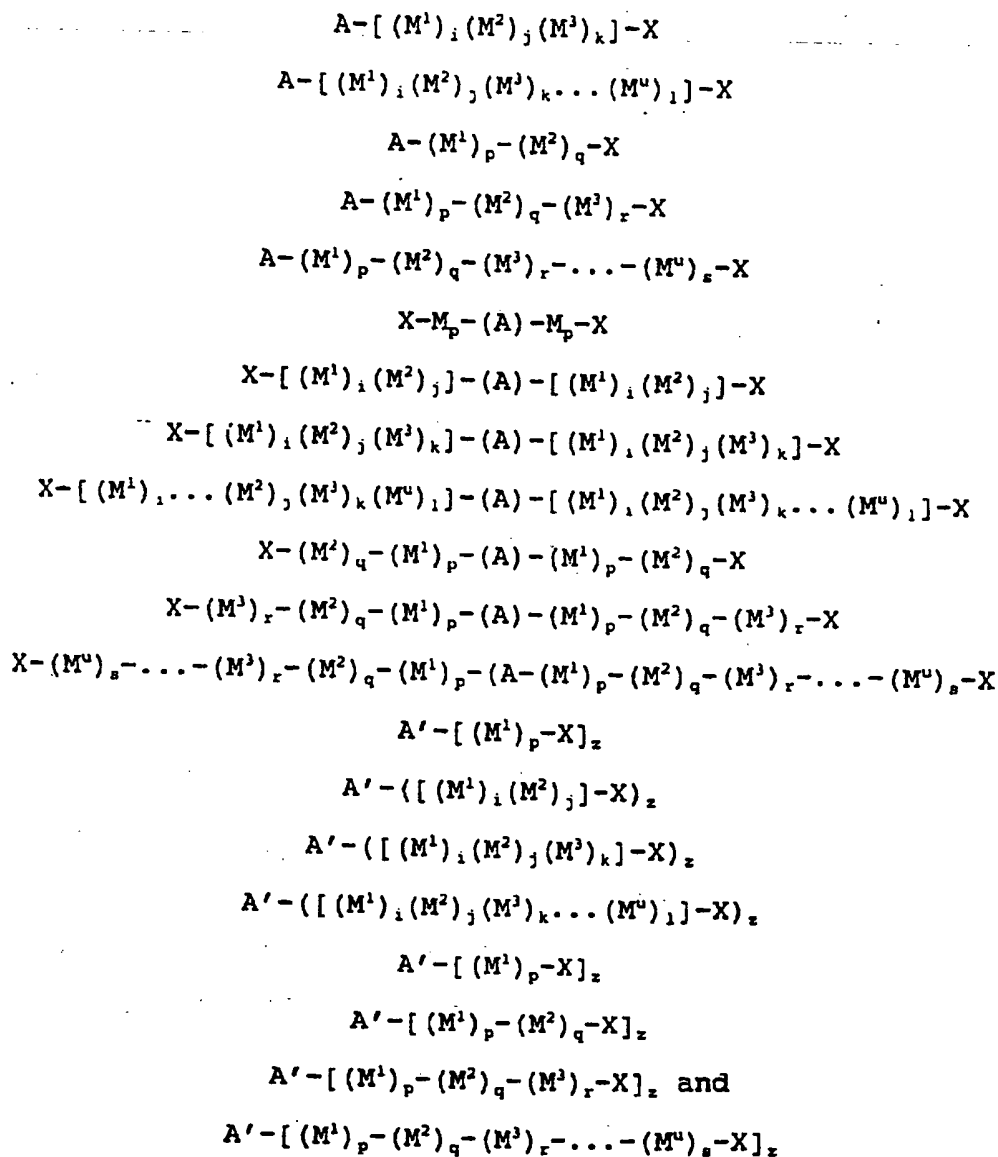 A-[(M¹)ᵢ(M²)ⱼ(M³)ₖ]-X
A-[(M¹)ᵢ(M²)ⱼ(M³)ₖ...(Mᵘ)ₗ]-X
A-(M¹)ₚ-(M²)q-X
A-(M¹)ₚ-(M²)q-(M³)ᵣ-X
A-(M¹)ₚ-(M²)q-(M³)ᵣ-...-(Mᵘ)ₛ-X
X-Mₚ-(A)-Mₚ-X
X-[(M¹)ᵢ(M²)ⱼ]-(A)-[(M¹)ᵢ(M²)ⱼ]-X
X-[(M¹)ᵢ(M²)ⱼ(M³)ₖ]-(A)-[(M¹)ᵢ(M²)ⱼ(M³)ₖ]-X
X-[(M¹)ᵢ...(M²)ⱼ(M³)ₖ(Mᵘ)ₗ]-(A)-[(M¹)ᵢ(M²)ⱼ(M³)ₖ...(Mᵘ)ₗ]-X
X-(M²)q-(M¹)ₚ-(A)-(M¹)ₚ-(M²)q-X
X-(M³)ᵣ-(M²)q-(M¹)ₚ-(A)-(M¹)ₚ-(M²)q-(M³)ᵣ-X
X-(Mᵘ)ₛ-...-(M³)ᵣ-(M²)q-(M¹)ₚ-(A-(M¹)ₚ-(M²)q-(M³)ᵣ-...-(Mᵘ)ₛ-X
A′-[(M¹)ₚ-X]z
A′-([(M¹)ᵢ(M²)ⱼ]-X)z
A′-([(M¹)ᵢ(M²)ⱼ(M³)ₖ]-X)z
A′-([(M¹)ᵢ(M²)ⱼ(M³)ₖ...(Mᵘ)ₗ]-X)z
A′-[(M¹)ₚ-X]z
A′-[(M¹)ₚ-(M²)q-X]z
A′-[(M¹)ₚ-(M²)q-(M³)ᵣ-X]z and
A′-[(M¹)ₚ-(M²)q-(M³)ᵣ-...-(Mᵘ)ₛ-X]z